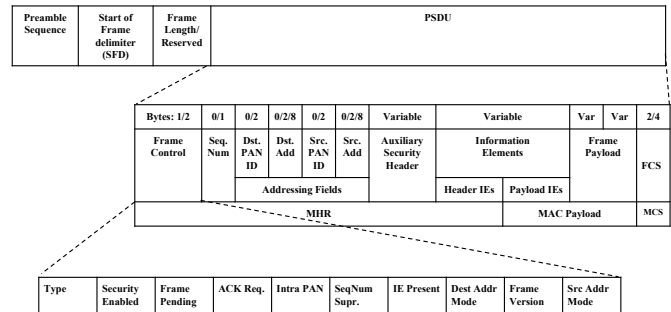 Preamble Sequence
Start of Frame delimiter (SFD)
Frame Length/ Reserved
PSDU
Bytes: 1/2
0/1
0/2
0/2/8
0/2
0/2/8
Variable
Variable
Var
Var
2/4
Frame Control
Seq. Num
Dst. PAN ID
Dst. Add
Src. PAN ID
Src. Add
Auxiliary Security Header
Information Elements
Frame Payload
FCS
Addressing Fields
Header IEs
Payload IEs
MHR
MAC Payload
MCS
Type
Security Enabled
Frame Pending
ACK Req.
Intra PAN
SeqNum Supr.
IE Present
Dest Addr Mode
Frame Version
Src Addr Mode